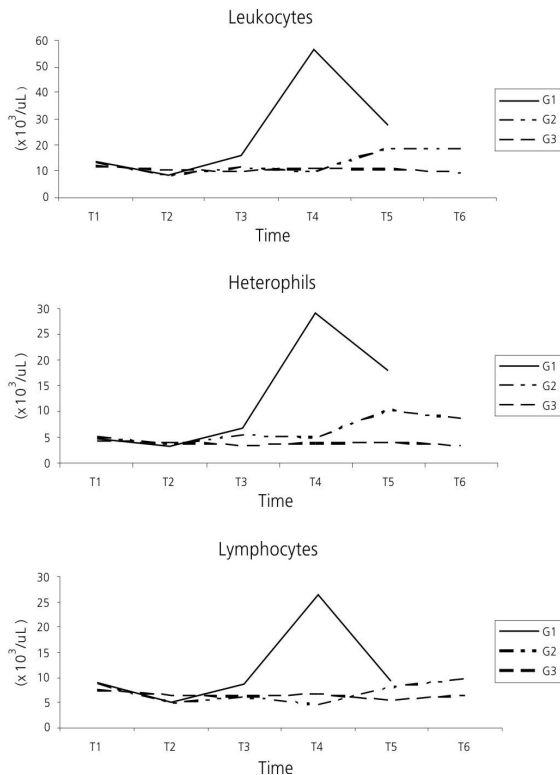 Leukocytes
60
50
40
30
20
10
0
(x 10³/uL)
T1 T2 T3 T4 T5 T6
Time
G1
G2
G3
Heterophils
30
25
20
15
10
5
0
(x 10³/uL)
T1 T2 T3 T4 T5 T6
Time
G1
G2
G3
Lymphocytes
30
25
20
15
10
5
0
(x 10³/uL)
T1 T2 T3 T4 T5 T6
Time
G1
G2
G3